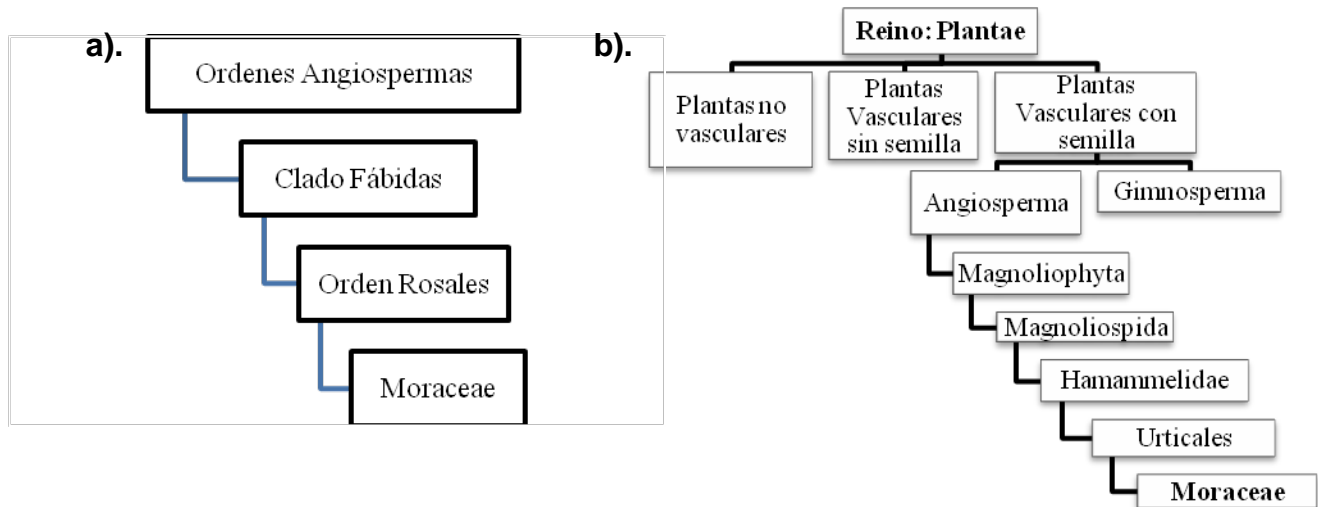 a).
Ordenes Angiospermas
Clado Fábidas
Orden Rosales
Moraceae
b).
Reino: Plantae
Plantas no
vasculares
Plantas
Vasculares
sin semilla
Plantas
Vasculares con
semilla
Angiosperma
Gimnosperma
Magnoliophyta
Magnoliospida
Hamammelidae
Urticales
Moraceae